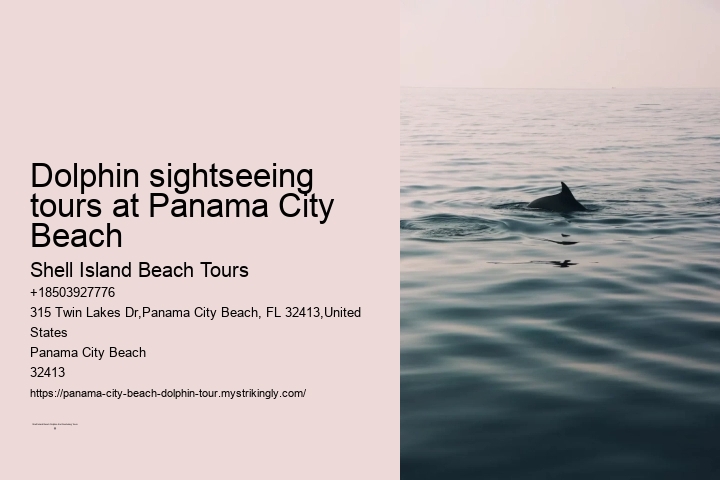 Dolphin sightseeing
tours at Panama City
Beach
Shell Island Beach Tours
+18503927776
315 Twin Lakes Dr,Panama City Beach, FL 32413,United
States
Panama City Beach
32413
https://panama-city-beach-dolphin-tour.mystrikingly.com/